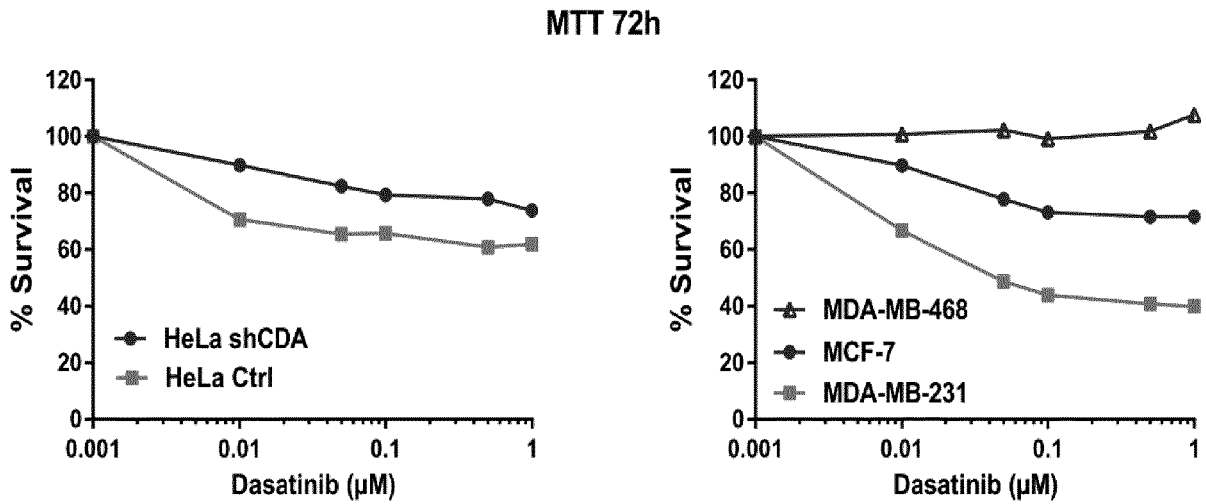 MTT 72h
120
100
80
60
40
20
0
% Survival
HeLa shCDA
HeLa Ctrl
0.001
0.01
0.1
1
Dasatinib (µM)
120
100
80
60
40
20
0
% Survival
MDA-MB-468
MCF-7
MDA-MB-231
0.001
0.01
0.1
1
Dasatinib (µM)